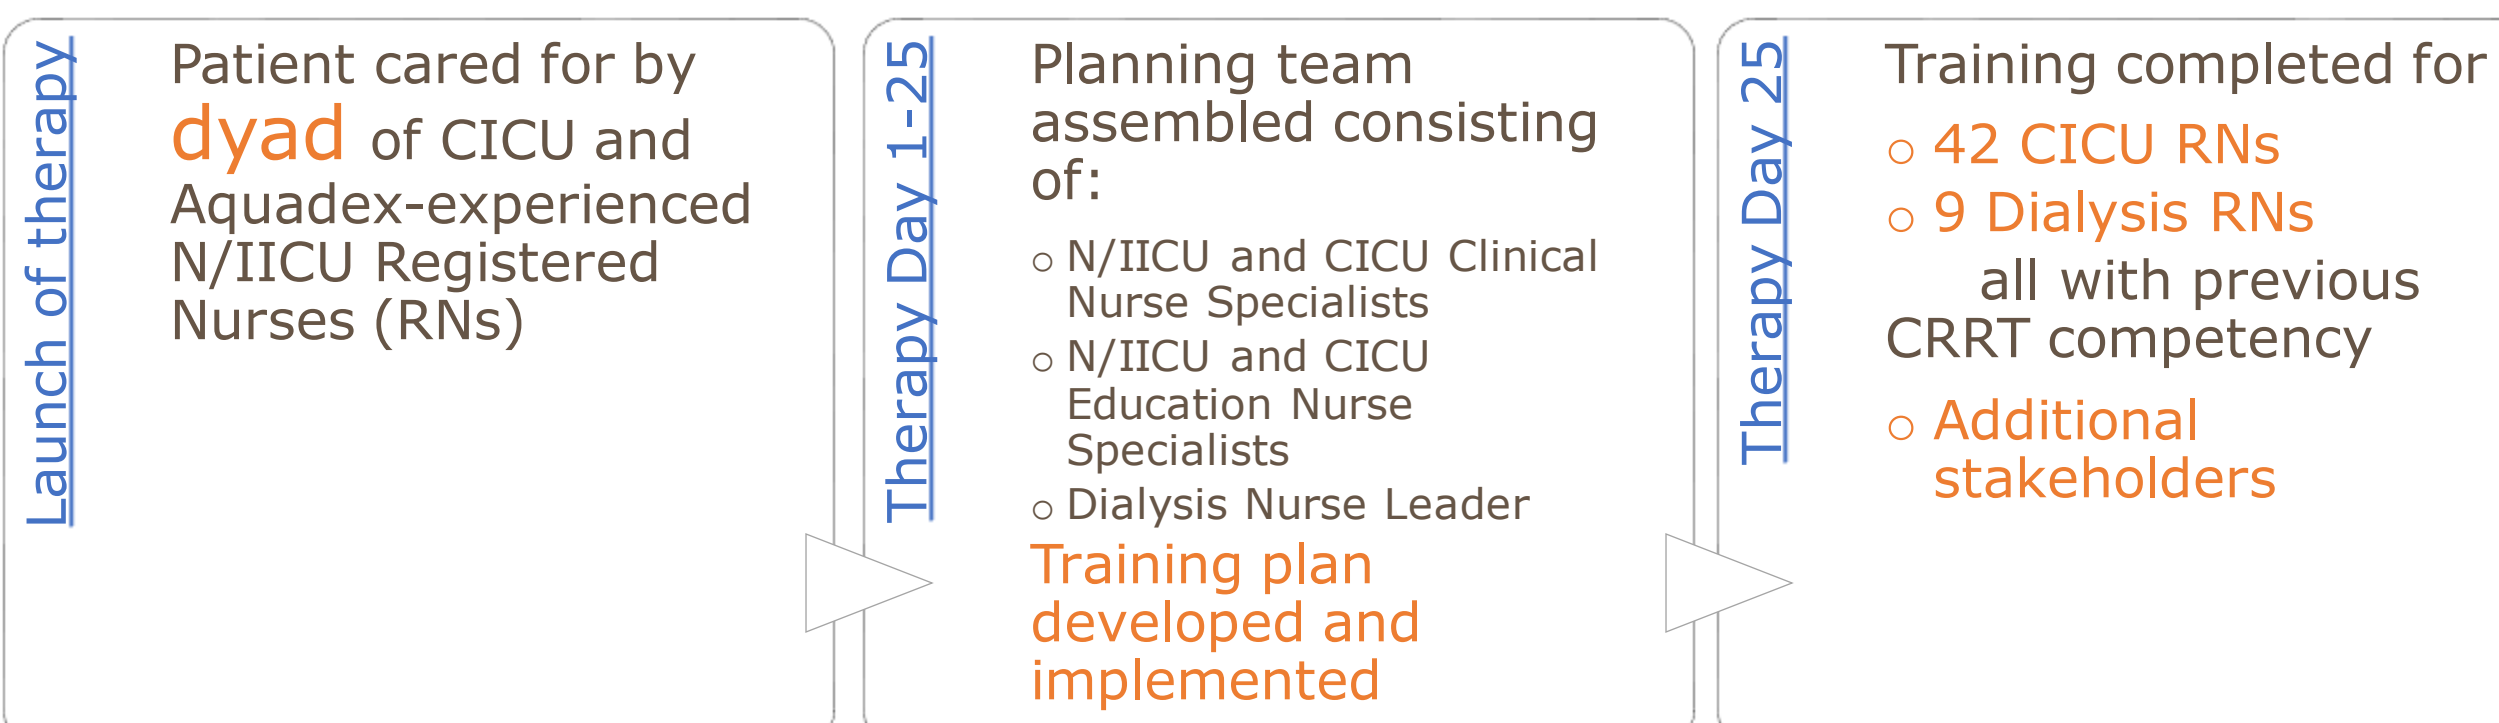 Launch of therapy
Patient cared for by
dyad of CICU and
Aquadex-experienced
N/IICU Registered
Nurses (RNs)
Therapy Day 1-25
Planning team
assembled consisting
of:
○ N/IICU and CICU Clinical
Nurse Specialists
○ N/IICU and CICU
Education Nurse
Specialists
○ Dialysis Nurse Leader
Training plan
developed and
implemented
Therapy Day 25
Training completed for
○ 42 CICU RNs
○ 9 Dialysis RNs
all with previous
CRRT competency
○ Additional
stakeholders